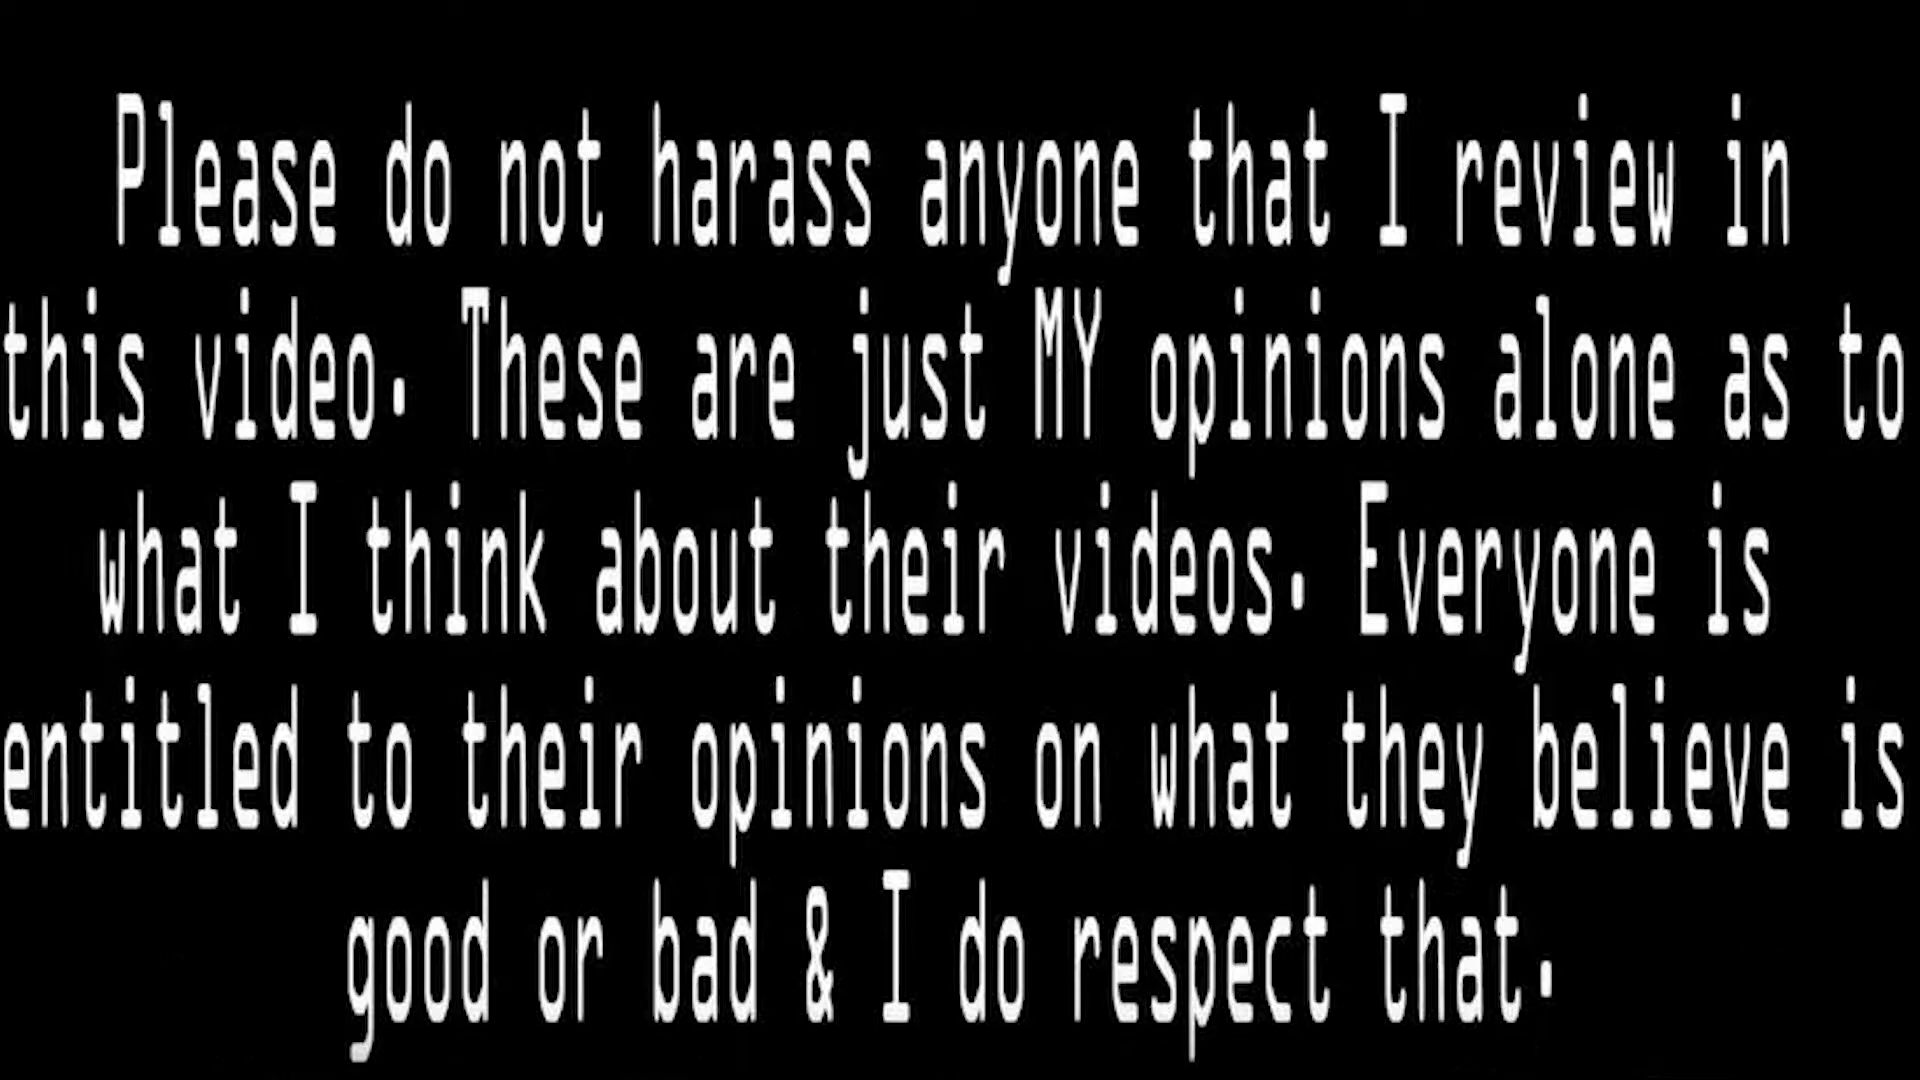 Please do not harass anyone that I review in
this video. These are just MY opinions alone as to
what I think about their videos. Everyone is
entitled to their opinions on what they believe is
good or bad & I do respect that.